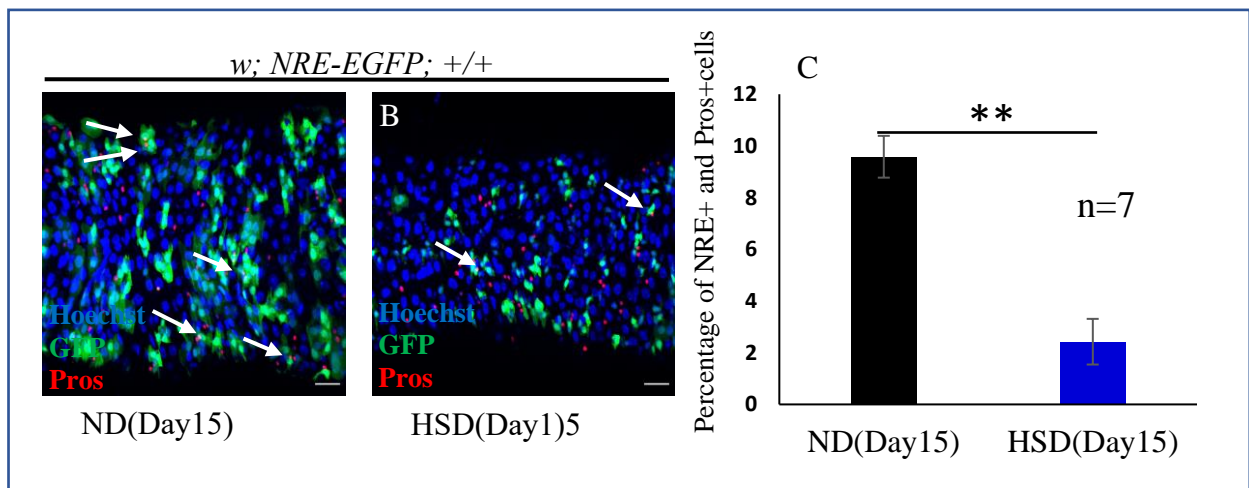 w; NRE-EGFP; +/+
B
Hoechst
GFP
Pros
Hoechst
GFP
Pros
ND(Day15)
HSD(Day1)5
C
Percentage of NRE+ and Pros+cells
12
10
8
6
4
2
0
**
n=7
ND(Day15)
HSD(Day15)